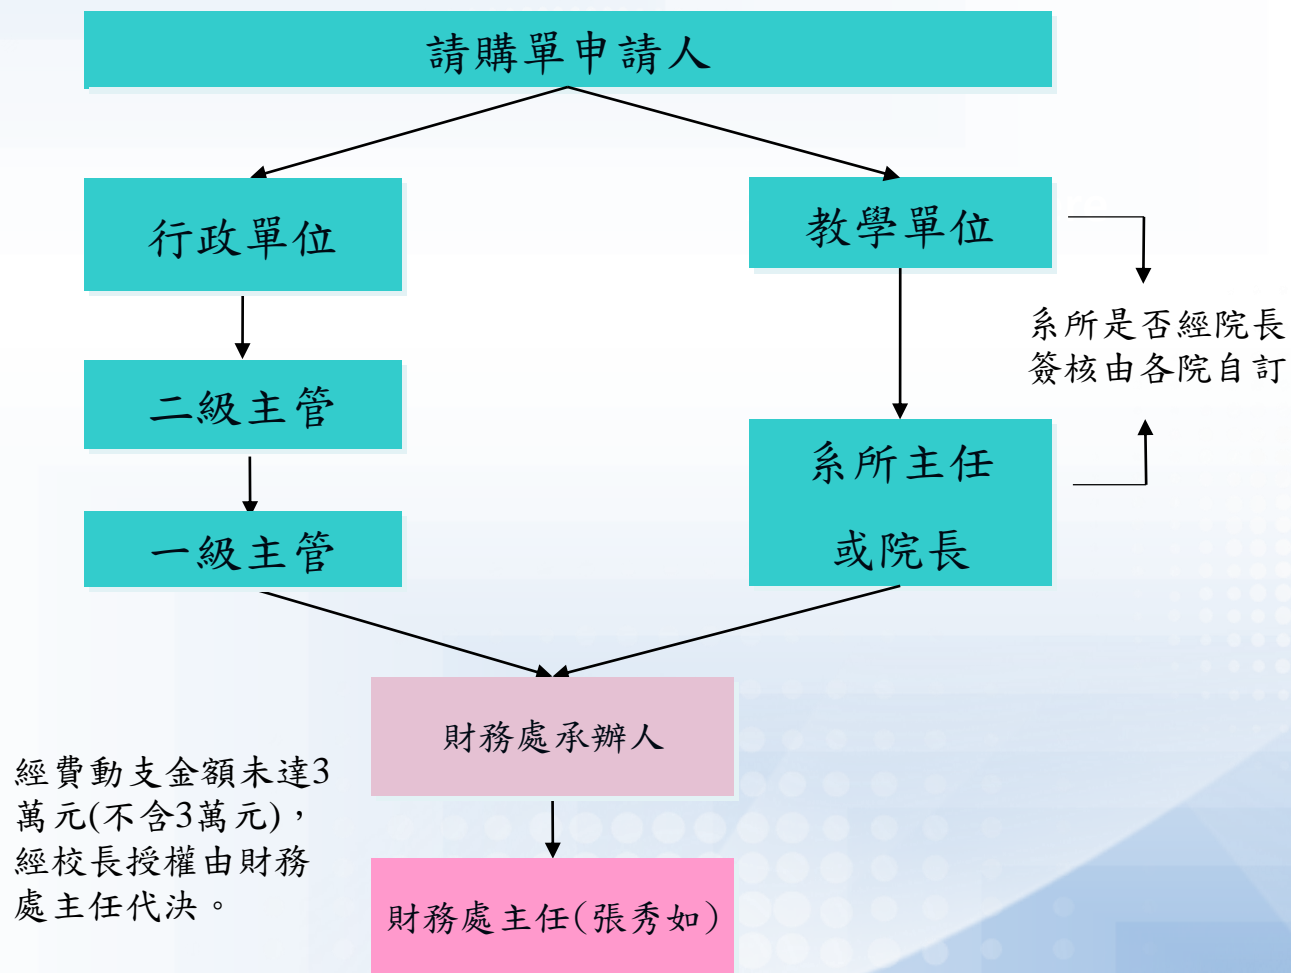 請購單申請人
行政單位
教學單位
系所是否經院長
簽核由各院自訂
二級主管
系所主任
或院長
一級主管
財務處承辦人
經費動支金額未達3
萬元(不含3萬元)，
經校長授權由財務
處主任代決。
財務處主任(張秀如)